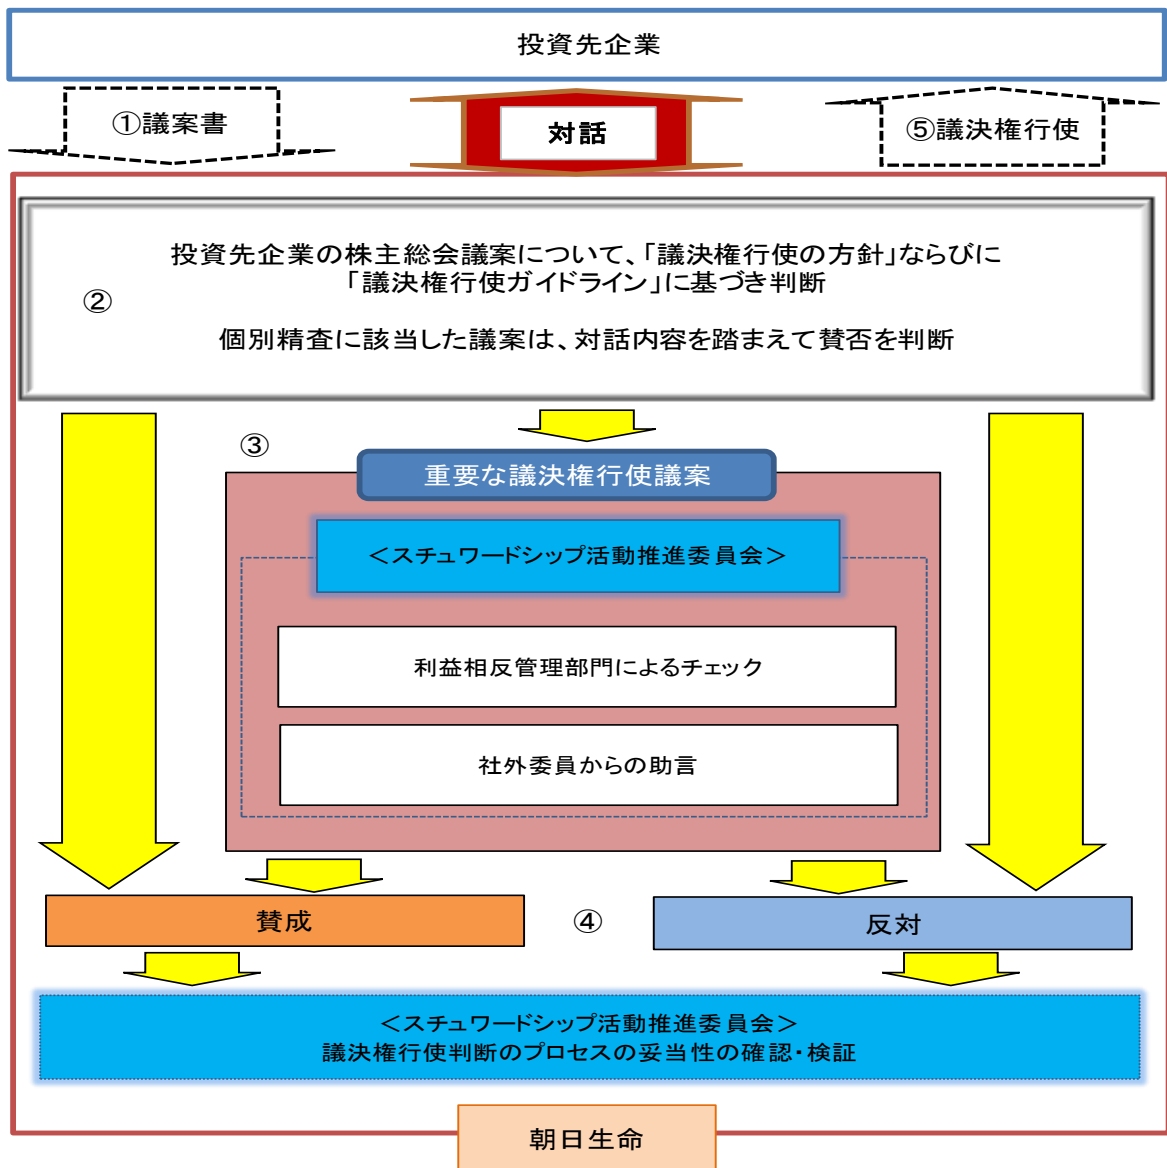 投資先企業
①議案書
対話
⑤議決権行使
投資先企業の株主総会議案について、「議決権行使の方針」ならびに
「議決権行使ガイドライン」に基づき判断
②
個別精査に該当した議案は、対話内容を踏まえて賛否を判断
③
重要な議決権行使議案
＜スチュワードシップ活動推進委員会＞
利益相反管理部門によるチェック
社外委員からの助言
賛成
④
反対
＜スチュワードシップ活動推進委員会＞
議決権行使判断のプロセスの妥当性の確認・検証
朝日生命